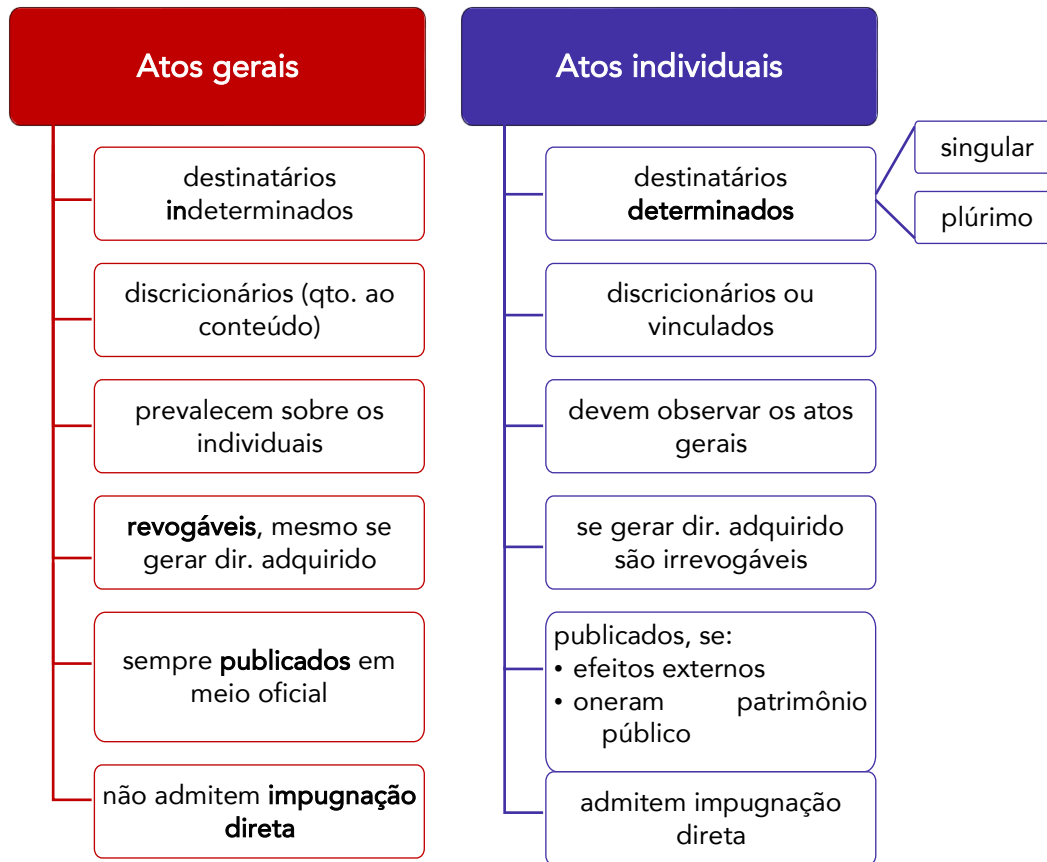 Atos gerais
destinatários
indeterminados
discricionários (qto. ao
conteúdo)
prevalecem sobre os
individuais
revogáveis, mesmo se
gerar dir. adquirido
sempre publicados em
meio oficial
não admitem impugnação
direta
Atos individuais
destinatários
determinados
singular
plúrimo
discricionários ou
vinculados
devem observar os atos
gerais
se gerar dir. adquirido
são irrevogáveis
publicados, se:
• efeitos externos
• oneram patrimônio
público
admitem impugnação
direta